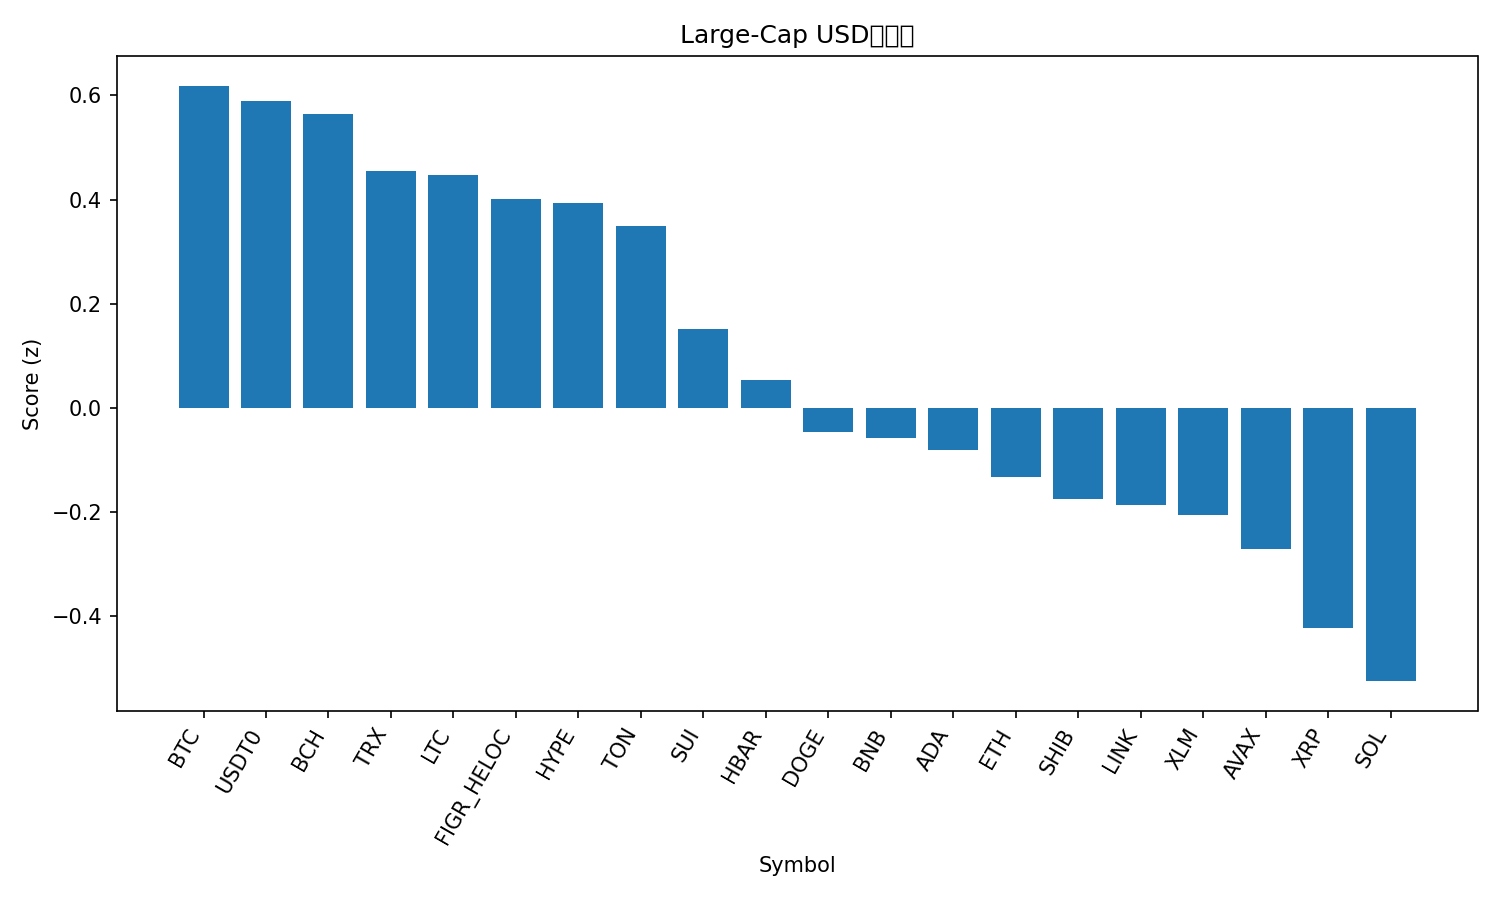 Large-Cap USD
0.6
0.4
0.2
0.0
−0.2
−0.4
Score (z)
BTC
USDT0
BCH
TRX
LTC
FIGR_HELOC
HYPE
TON
SUI
HBAR
DOGE
BNB
ADA
ETH
SHIB
LINK
XLM
AVAX
XRP
SOL
Symbol